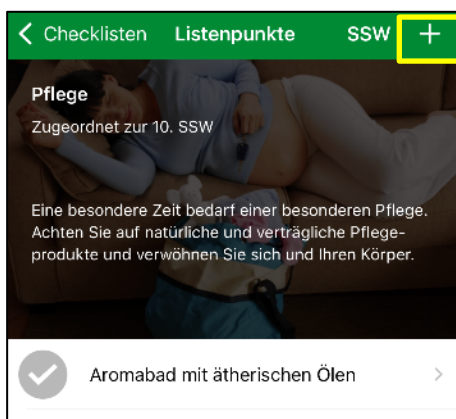 Checklisten Listenpunkte SSW
Pflege
Zugeordnet zur 10. SSW
Eine besondere Zeit bedarf einer besonderen Pflege.
Achten Sie auf natürliche und verträgliche Pflege-
produkte und verwöhnen Sie sich und Ihren Körper.
Aromabad mit ätherischen Ölen